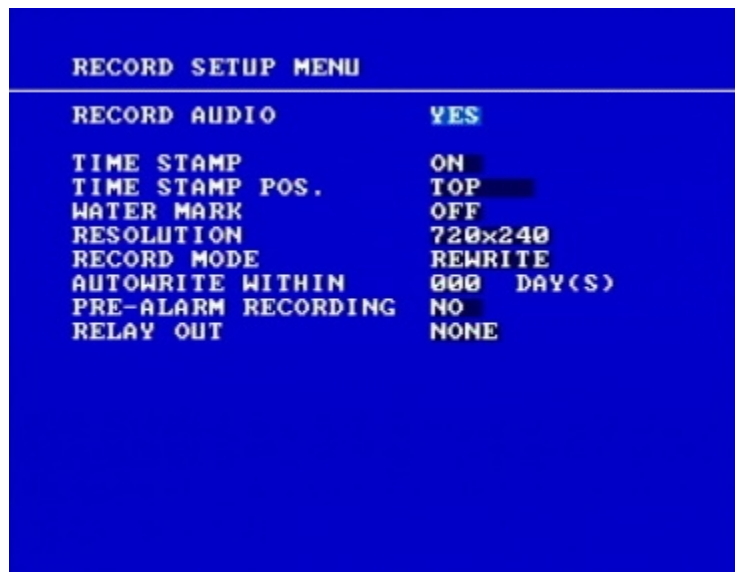 RECORD SETUP MENU
RECORD AUDIO YES
TIME STAMP ON
TIME STAMP POS. TOP
WATER MARK OFF
RESOLUTION 720x240
RECORD MODE REWRITE
AUTOWRITE WITHIN 000 DAY(S)
PRE-ALARM RECORDING NO
RELAY OUT NONE